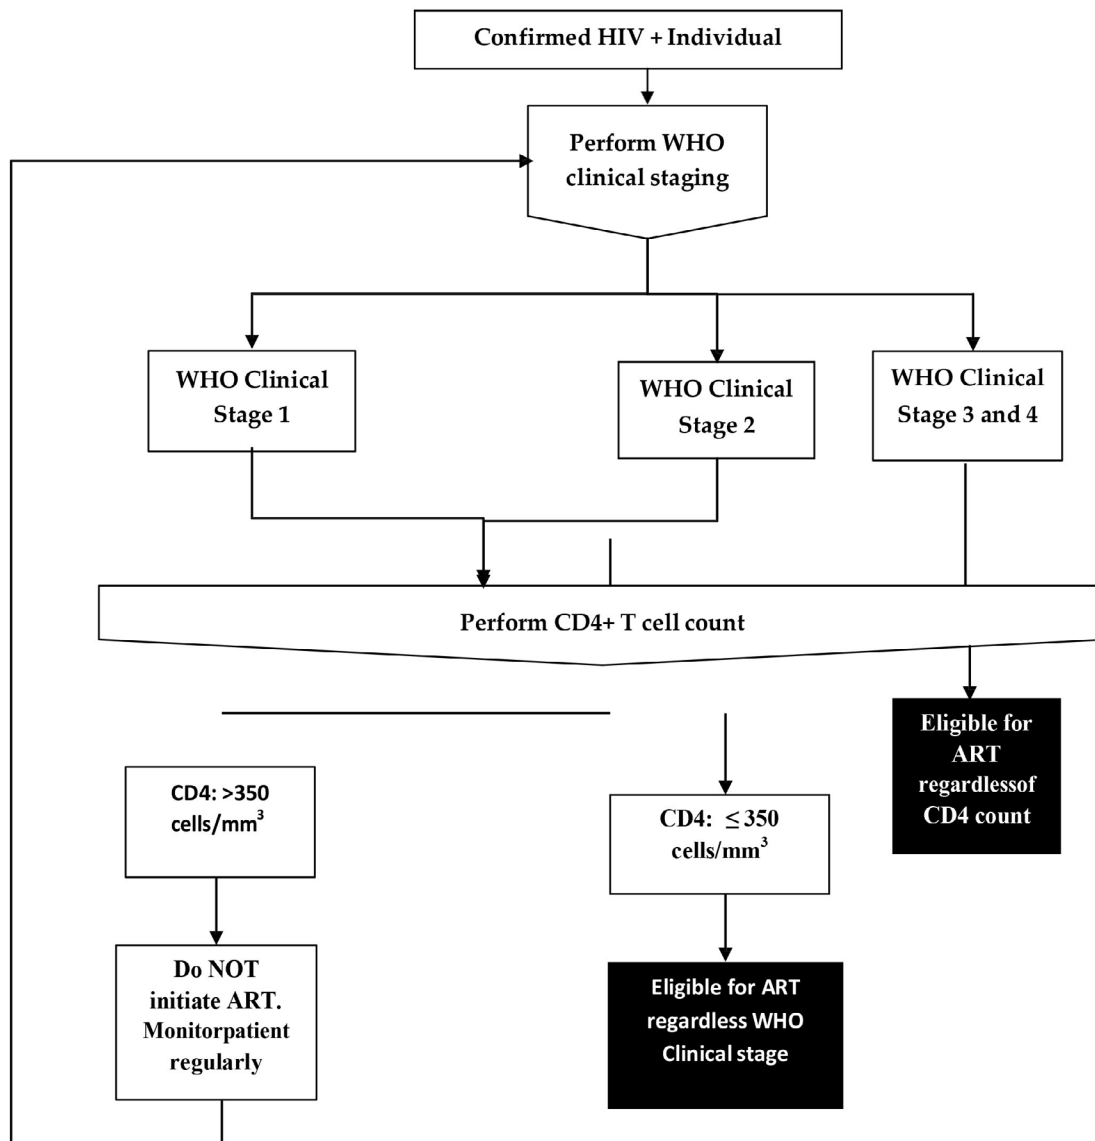 Confirmed HIV + Individual
Perform WHO
clinical staging
WHO Clinical
Stage 1
WHO Clinical
Stage 2
WHO Clinical
Stage 3 and 4
Perform CD4+ T cell count
Eligible for
ART
regardlessof
CD4 count
CD4: >350
cells/mm³
CD4: ≤ 350
cells/mm³
Do NOT
initiate ART.
Monitorpatient
regularly
Eligible for ART
regardless WHO
Clinical stage